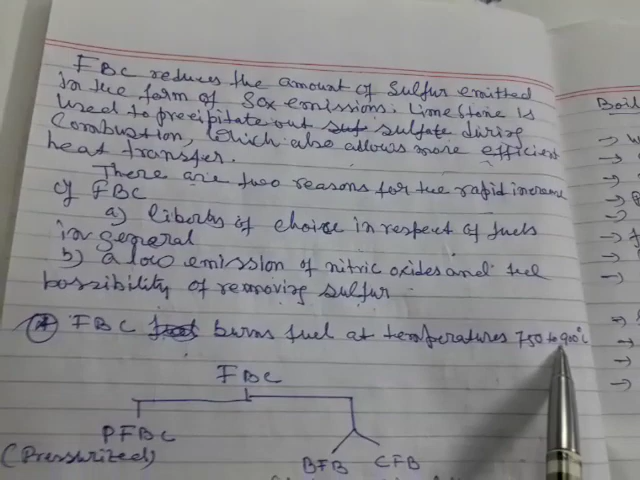 FBC reduces the amount of sulfur emitted
in the form of SOx emissions. Limestone is
used to precipitate out sulfate during
combustion, which also allows more efficient
heat transfer.
There are two reasons for the rapid increase
of FBC
a) liberty of choice in respect of fuels
in general
b) a low emission of nitric oxides and the
possibility of removing sulfur
* FBC burns fuel at temperatures 750 to 900°C
FBC
PFBC
(Pressurized)
BFB CFB
Boil